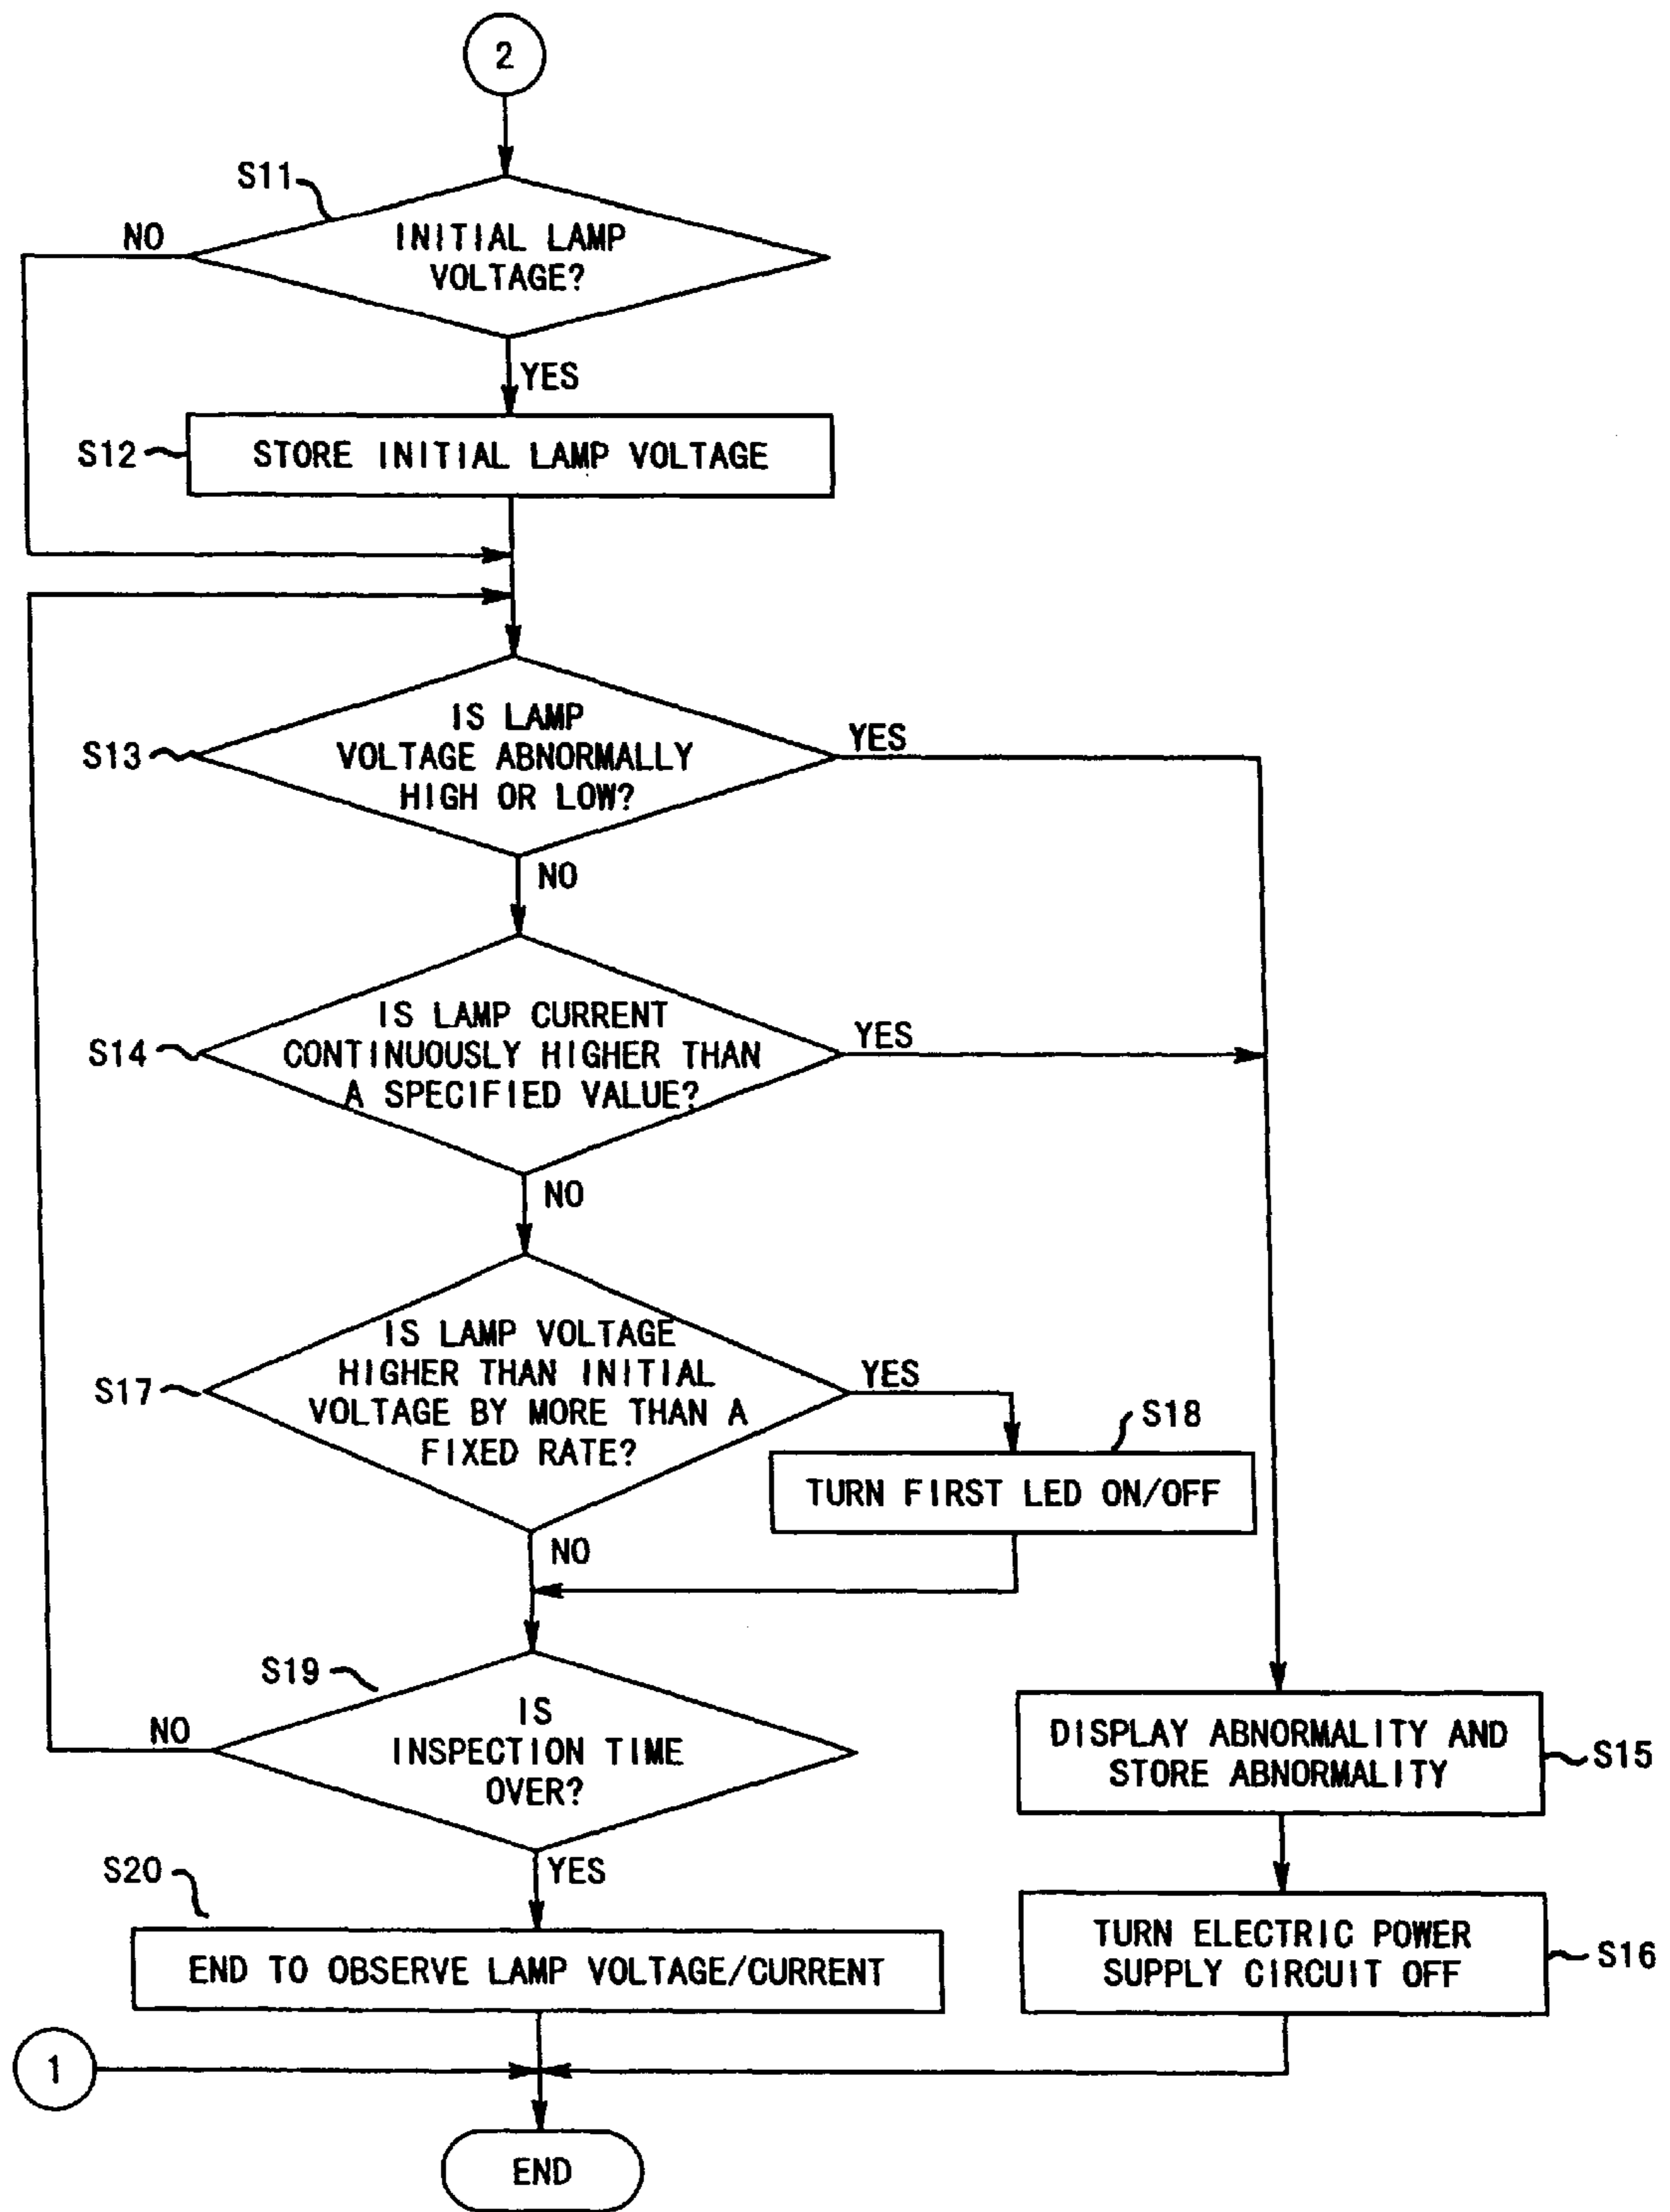 2
S11
NO
INITIAL LAMP
VOLTAGE?
YES
S12
STORE INITIAL LAMP VOLTAGE
S13
IS LAMP
VOLTAGE ABNORMALLY
HIGH OR LOW?
YES
NO
S14
IS LAMP CURRENT
CONTINUOUSLY HIGHER THAN
A SPECIFIED VALUE?
YES
NO
S17
IS LAMP VOLTAGE
HIGHER THAN INITIAL
VOLTAGE BY MORE THAN A
FIXED RATE?
YES
S18
TURN FIRST LED ON/OFF
NO
S19
NO
IS
INSPECTION TIME
OVER?
YES
DISPLAY ABNORMALITY AND
STORE ABNORMALITY
S15
S20
END TO OBSERVE LAMP VOLTAGE/CURRENT
TURN ELECTRIC POWER
SUPPLY CIRCUIT OFF
S16
1
END